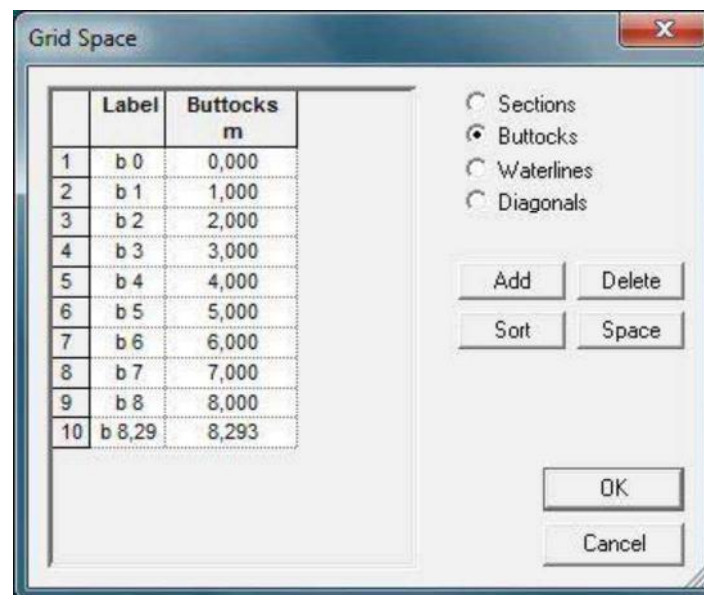 Grid Space
Label Buttocks
m
1 b 0 0,000
2 b 1 1,000
3 b 2 2,000
4 b 3 3,000
5 b 4 4,000
6 b 5 5,000
7 b 6 6,000
8 b 7 7,000
9 b 8 8,000
10 b 8,29 8,293
Sections
Buttocks
Waterlines
Diagonals
Add Delete
Sort Space
OK
Cancel